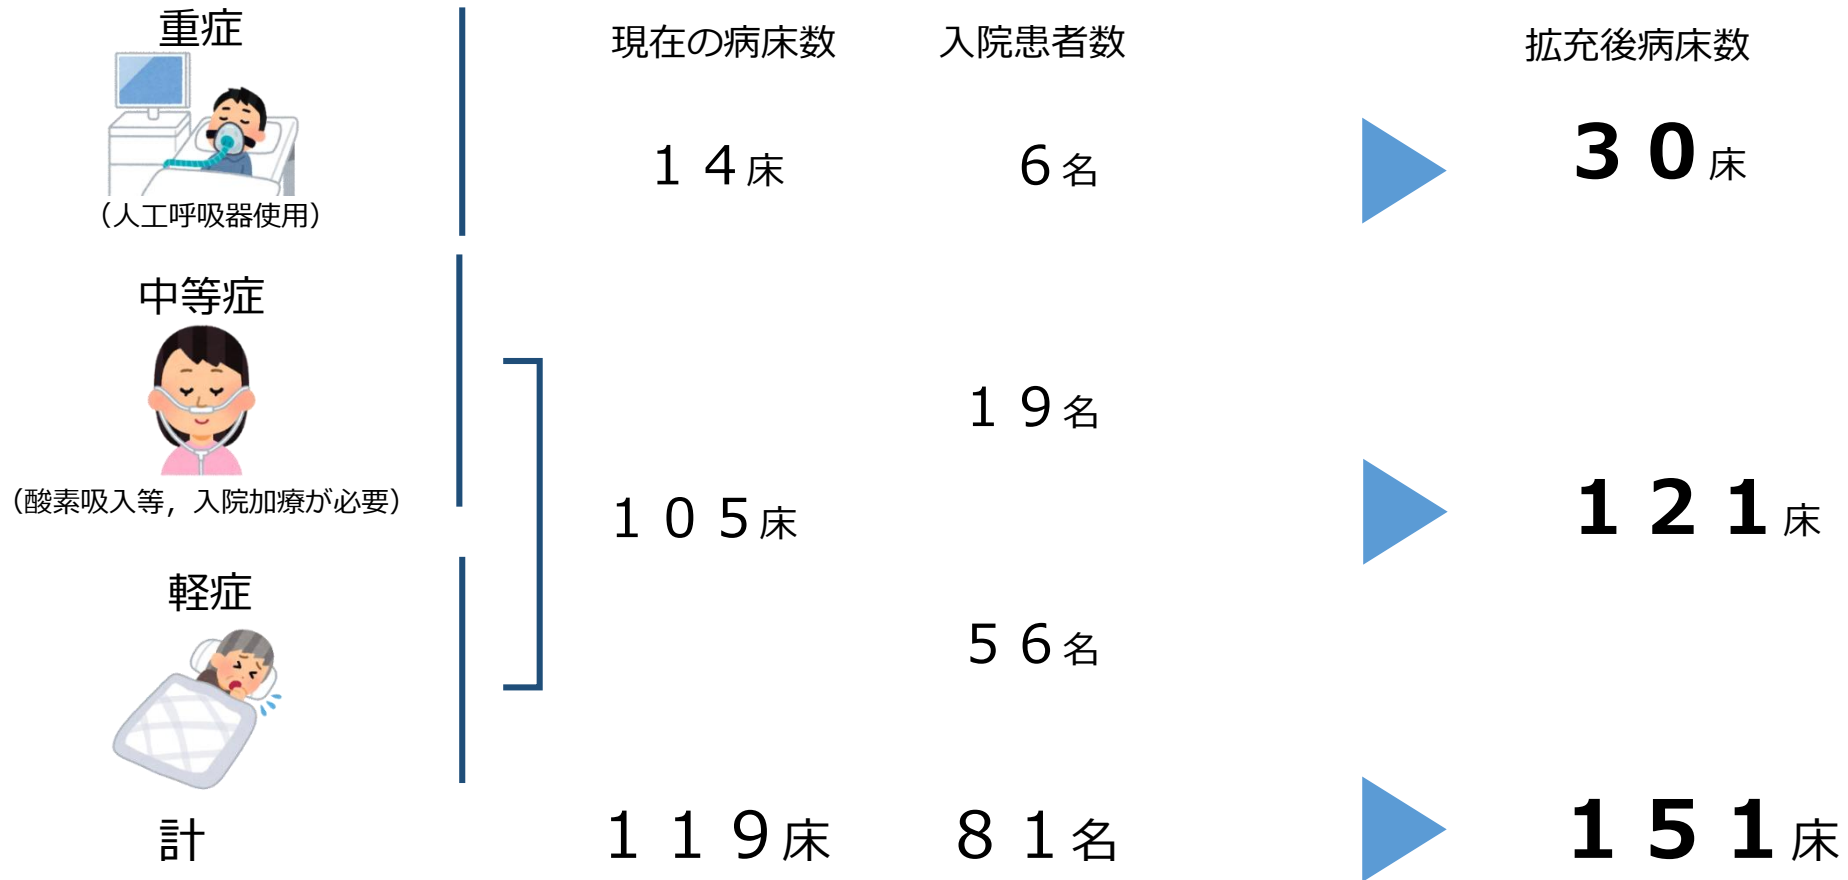 重症
現在の病床数 入院患者数 拡充後病床数
１４床 ６名 ３０床
（人工呼吸器使用）
中等症
１９名
（酸素吸入等，入院加療が必要）
１０５床 １２１床
軽症
５６名
計 １１９床 ８１名 １５１床